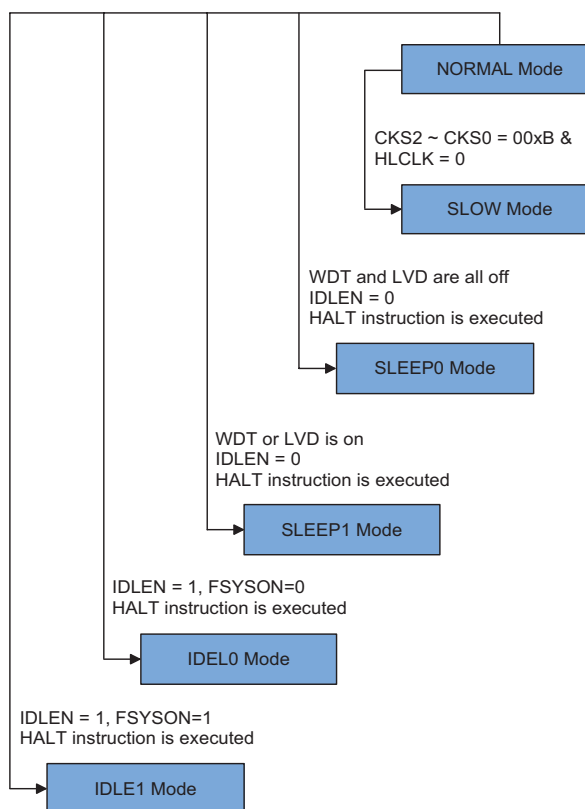 NORMAL Mode
CKS2 ~ CKS0 = 00xB &
HLCLK = 0
SLOW Mode
WDT and LVD are all off
IDLEN = 0
HALT instruction is executed
SLEEP0 Mode
WDT or LVD is on
IDLEN = 0
HALT instruction is executed
SLEEP1 Mode
IDLEN = 1, FSYSON=0
HALT instruction is executed
IDEL0 Mode
IDLEN = 1, FSYSON=1
HALT instruction is executed
IDLE1 Mode